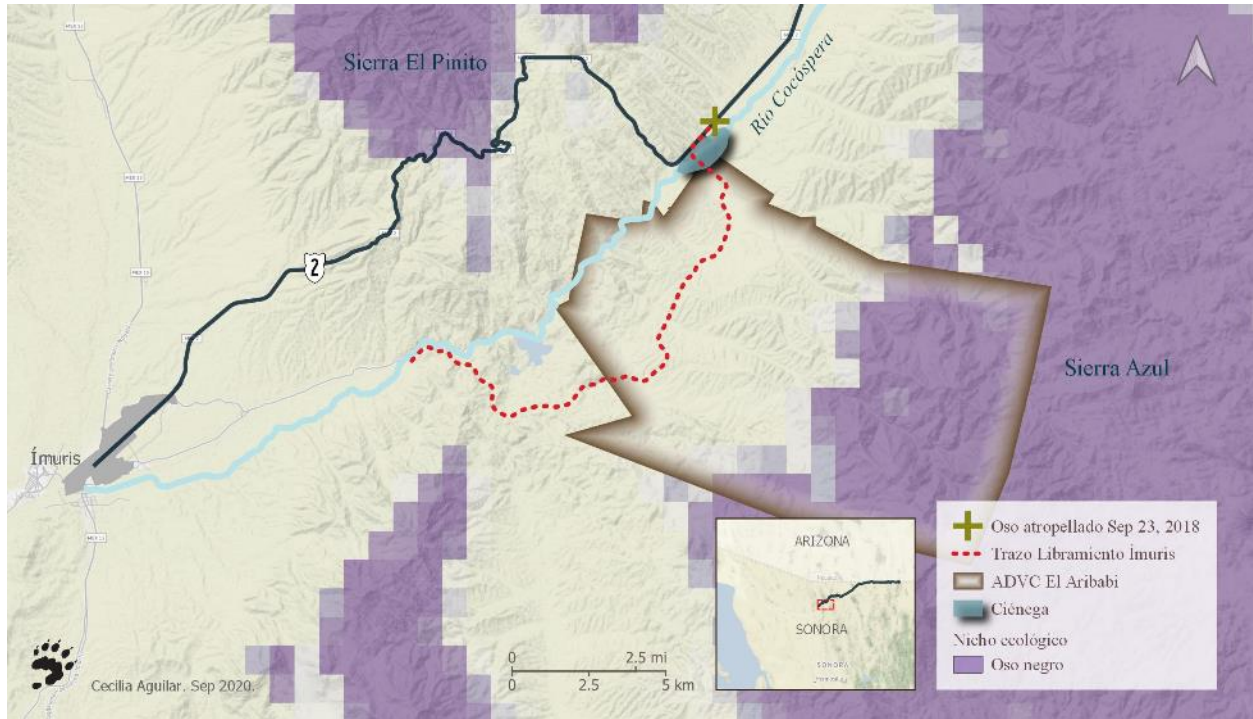 Sierra El Pinito
Río Cocóspera
2
Sierra Azul
Ímuris
ARIZONA
SONORA
Oso atropellado Sep 23, 2018
Trazo Libramiento Ímuris
ADVC El Aribabi
Ciénega
Nicho ecológico
Oso negro
0 2.5 mi
0 2.5 5 km
Cecilia Aguilar. Sep 2020.